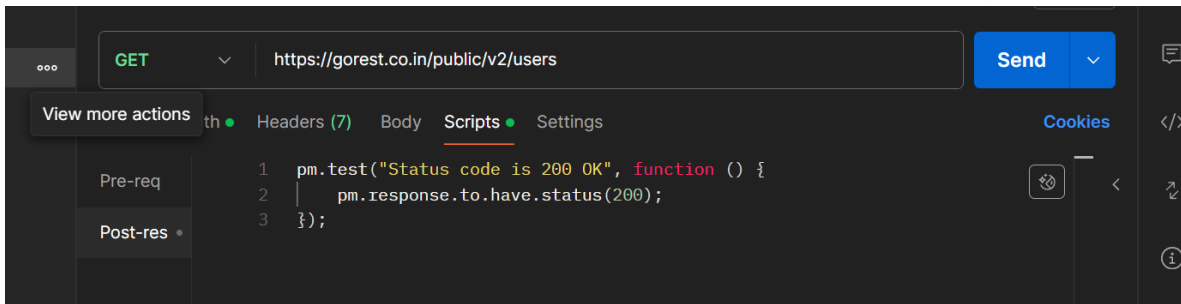 GET https://gorest.co.in/public/v2/users Send
View more actions
th Headers (7) Body Scripts Settings Cookies
Pre-req
Post-res
1 pm.test("Status code is 200 OK", function () {
2 pm.response.to.have.status(200);
3 });